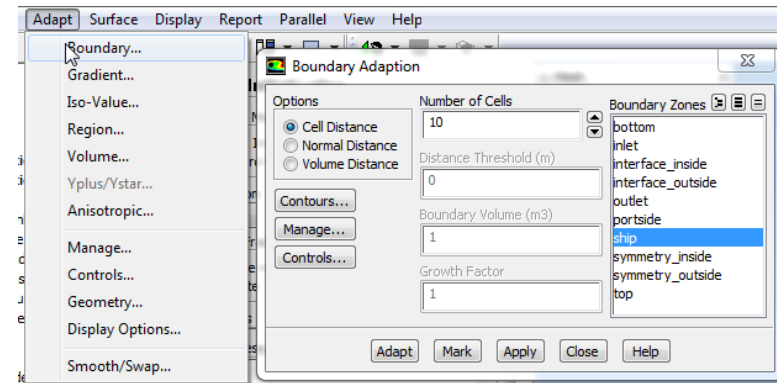 Adapt Surface Display Report Parallel View Help
Boundary...
Gradient...
Iso-Value...
Region...
Volume...
Yplus/Ystar...
Anisotropic...
Manage...
Controls...
Geometry...
Display Options...
Smooth/Swap...
Boundary Adaption
Options
Cell Distance
Normal Distance
Volume Distance
Contours...
Manage...
Controls...
Number of Cells
10
Distance Threshold (m)
0
Boundary Volume (m3)
1
Growth Factor
1
Boundary Zones
bottom
inlet
interface_inside
interface_outside
outlet
portside
ship
symmetry_inside
symmetry_outside
top
Adapt Mark Apply Close Help